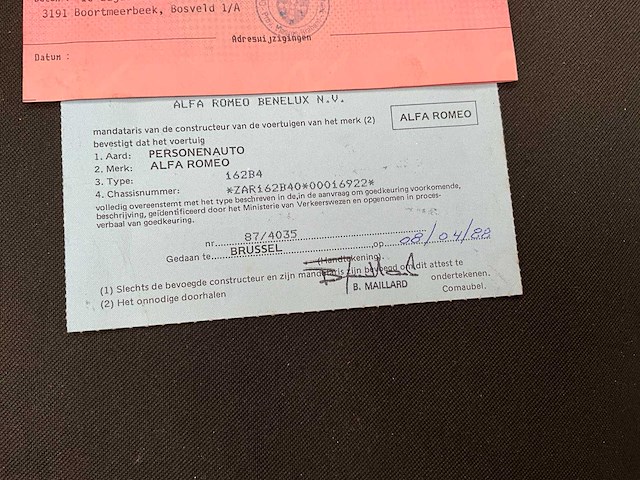 3191 Boortmeerbeek, Bosveld 1/A
Adreswijzigingen
Datum :
ALFA ROMEO BENELUX N.V.
ALFA ROMEO
mandataris van de constructeur van de voertuigen van het merk (2)
bevestigt dat het voertuig
1. Aard: PERSONENAUTO
2. Merk: ALFA ROMEO
3. Type: 162B4
4. Chassisnummer: *ZAR162B40*00016922*
volledig overeenstemt met het type beschreven in de,in de aanvraag om goedkeuring voorkomende,
beschrijving, geïdentificeerd door het Ministerie van Verkeerswezen en opgenomen in proces-
verbaal van goedkeuring.
nr. 87/4035 op 08/04/88
Gedaan te BRUSSEL
(Handtekening)
(1) Slechts de bevoegde constructeur en zijn mandataris zijn bevoegd om dit attest te
ondertekenen.
(2) Het onnodige doorhalen
B. MAILLARD
Comaubel.